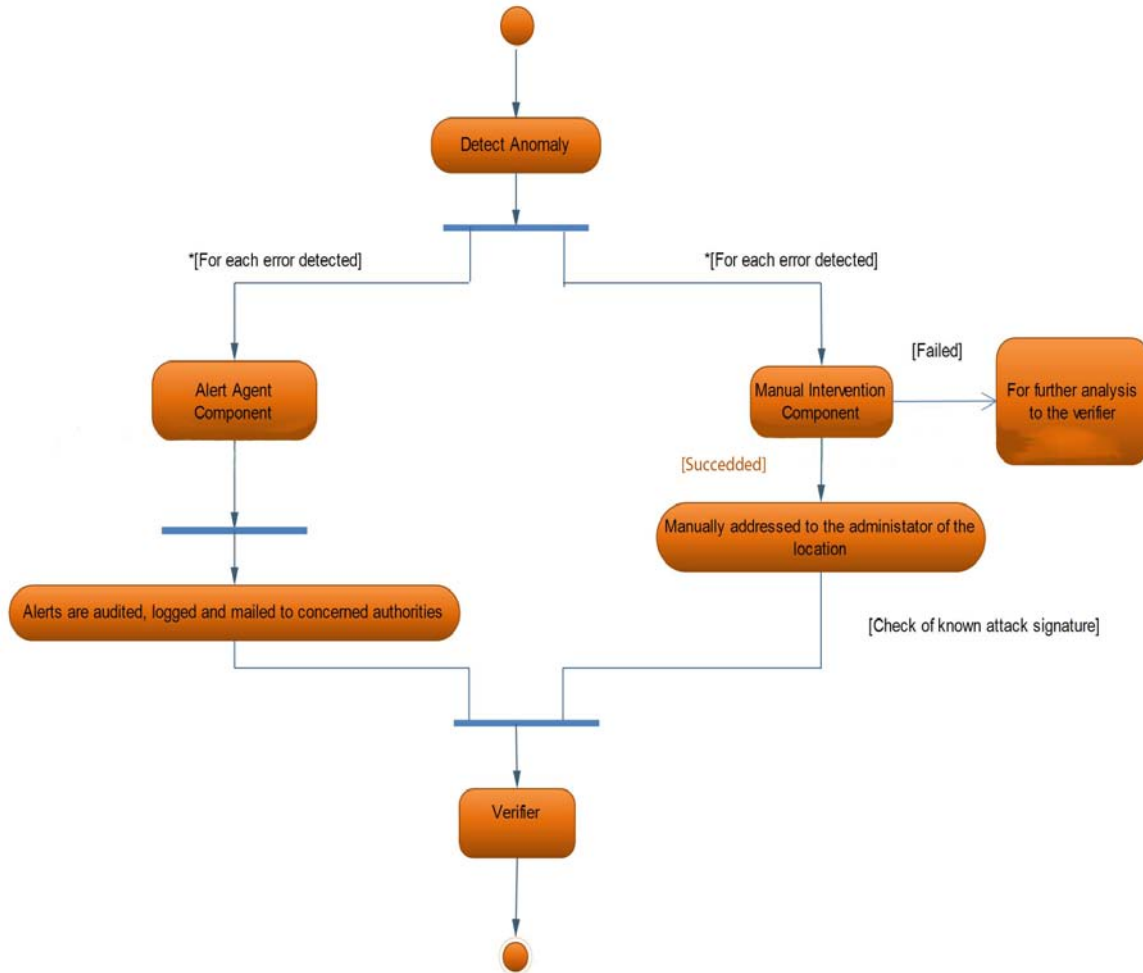 Detect Anomaly
*[For each error detected]
*[For each error detected]
Alert Agent
Component
Manual Intervention
Component
[Failed]
For further analysis
to the verifier
[Succedded]
Manually addressed to the administator of the
location
Alerts are audited, logged and mailed to concerned authorities
[Check of known attack signature]
Verifier